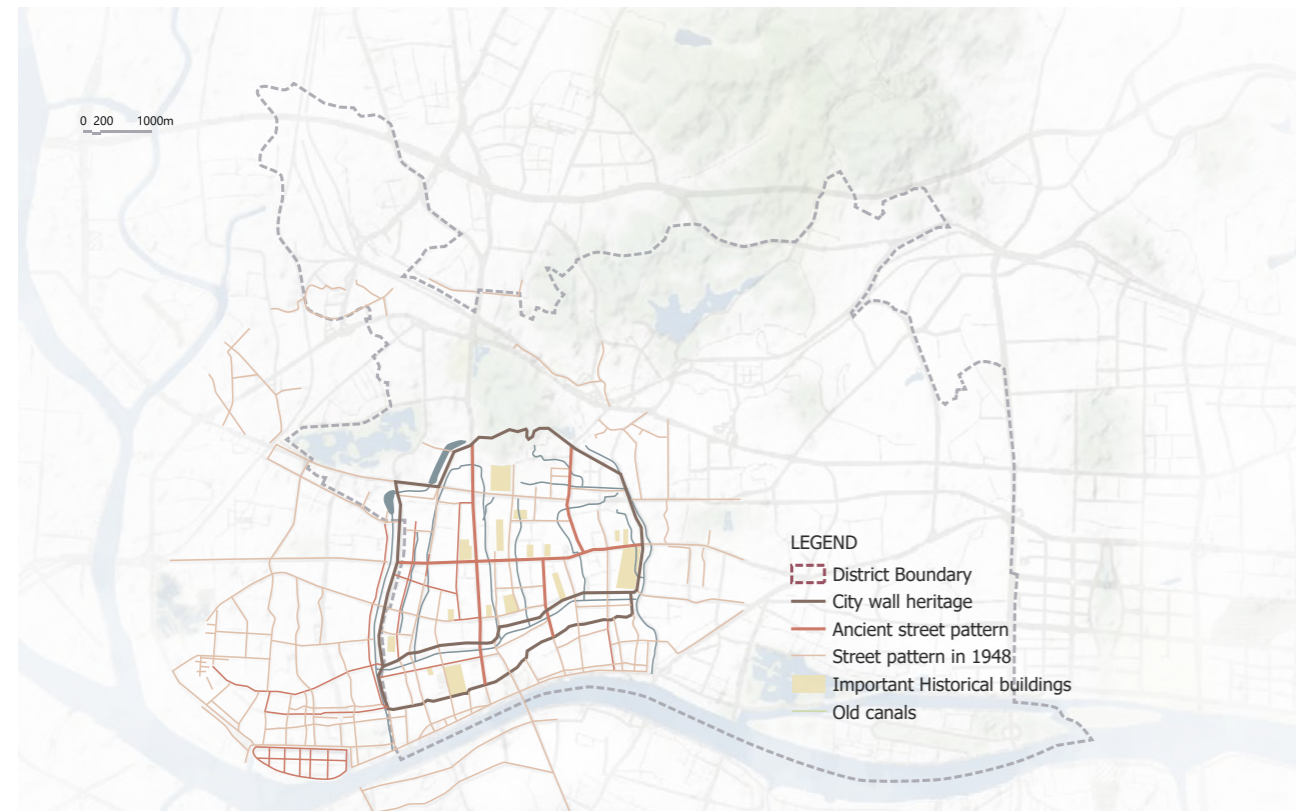 0 200 1000m
LEGEND
District Boundary
City wall heritage
Ancient street pattern
Street pattern in 1948
Important Historical buildings
Old canals